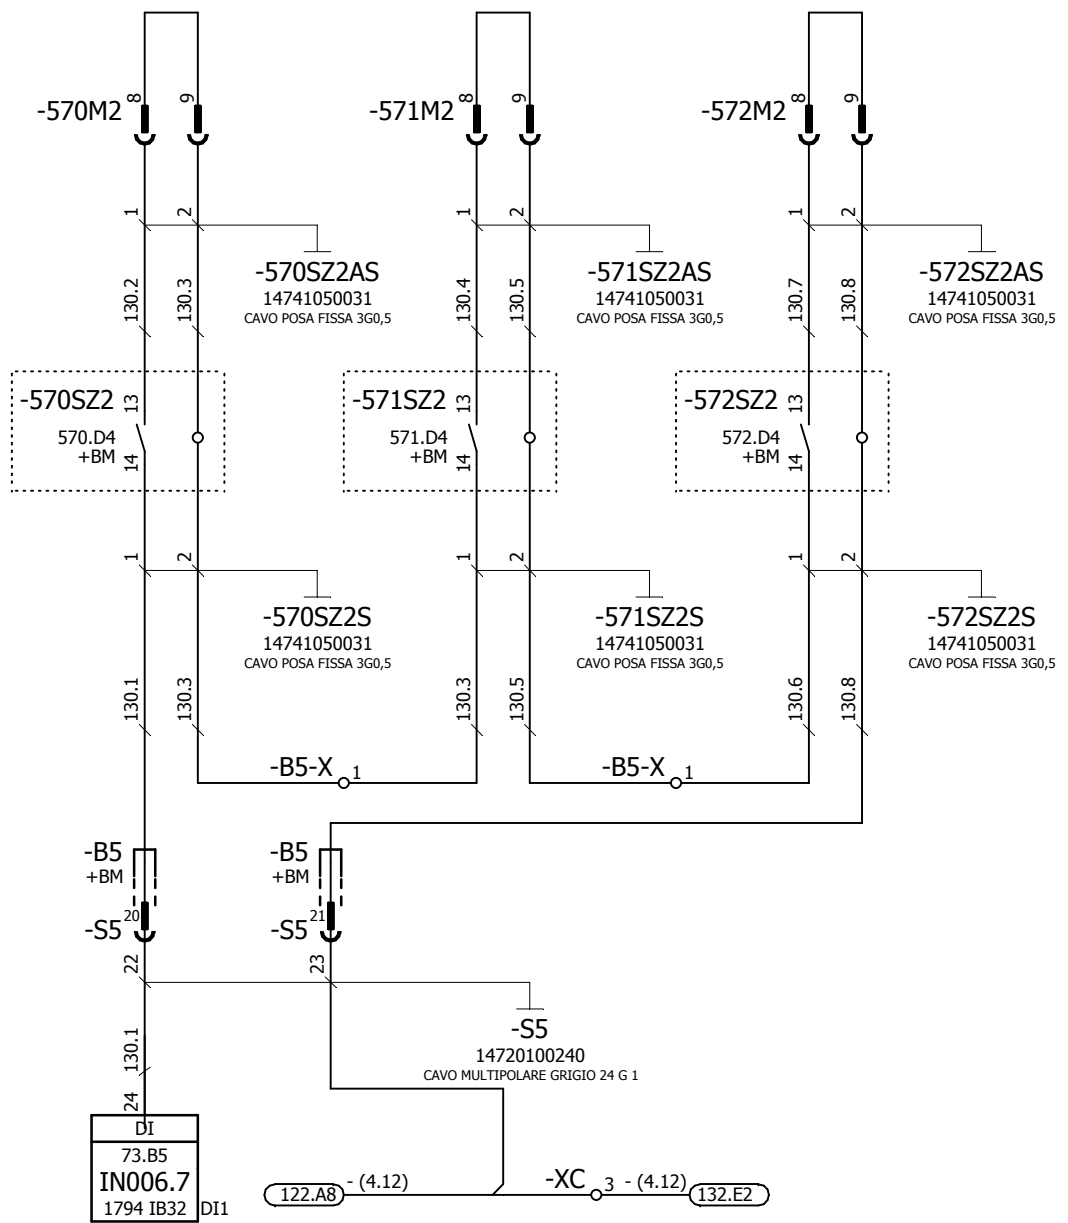 -570M2 8 9
-571M2 8 9
-572M2 8 9
1 2
1 2
1 2
-570SZ2AS
14741050031
CAVO POSA FISSA 3G0,5
-571SZ2AS
14741050031
CAVO POSA FISSA 3G0,5
-572SZ2AS
14741050031
CAVO POSA FISSA 3G0,5
130.2 130.3
130.4 130.5
130.7 130.8
-570SZ2 13
570.D4
+BM 14
-571SZ2 13
571.D4
+BM 14
-572SZ2 13
572.D4
+BM 14
1 2
1 2
1 2
-570SZ2S
14741050031
CAVO POSA FISSA 3G0,5
-571SZ2S
14741050031
CAVO POSA FISSA 3G0,5
-572SZ2S
14741050031
CAVO POSA FISSA 3G0,5
130.1 130.3
130.3 130.5
130.6 130.8
-B5-X 1
-B5-X 1
-B5
+BM
-S5 20
-B5
+BM
-S5 21
22 23
-S5
14720100240
CAVO MULTIPOLARE GRIGIO 24 G 1
130.1
24
DI
73.B5
IN006.7
1794 IB32 DI1
122.A8 - (4.12) -XC 3 - (4.12) 132.E2